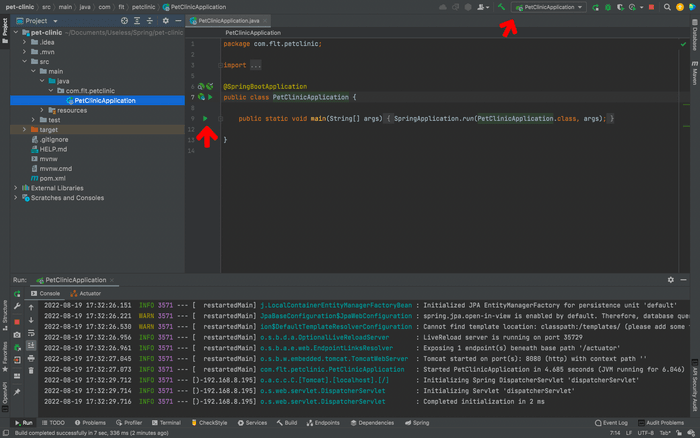 pet-clinic › src › main › java › com › flt › petclinic › PetClinicApplication
PetClinicApplication
Project
pet-clinic ~/Documents/Useless/Spring/pet-clinic
.idea
.mvn
src
main
java
com.flt.petclinic
PetClinicApplication
resources
test
target
.gitignore
HELP.md
mvnw
mvnw.cmd
pom.xml
External Libraries
Scratches and Consoles
Project
Structure
Favorites
OpenAPI
PetClinicApplication.java
PetClinicApplication
1 package com.flt.petclinic;
2
3 import ...
5
6 @SpringBootApplication
7 public class PetClinicApplication {
8
9 public static void main(String[] args) { SpringApplication.run(PetClinicApplication.class, args); }
12
13 }
14
Database
Maven
API Security Audit
Run: PetClinicApplication
Console Actuator
2022-08-19 17:32:26.151 INFO 3571 --- [ restartedMain] j.LocalContainerEntityManagerFactoryBean : Initialized JPA EntityManagerFactory for persistence unit 'default'
2022-08-19 17:32:26.221 WARN 3571 --- [ restartedMain] JpaBaseConfiguration$JpaWebConfiguration : spring.jpa.open-in-view is enabled by default. Therefore, database que
2022-08-19 17:32:26.530 WARN 3571 --- [ restartedMain] ion$DefaultTemplateResolverConfiguration : Cannot find template location: classpath:/templates/ (please add some
2022-08-19 17:32:26.956 INFO 3571 --- [ restartedMain] o.s.b.d.a.OptionalLiveReloadServer : LiveReload server is running on port 35729
2022-08-19 17:32:26.961 INFO 3571 --- [ restartedMain] o.s.b.a.e.web.EndpointLinksResolver : Exposing 1 endpoint(s) beneath base path '/actuator'
2022-08-19 17:32:27.045 INFO 3571 --- [ restartedMain] o.s.b.w.embedded.tomcat.TomcatWebServer : Tomcat started on port(s): 8080 (http) with context path ''
2022-08-19 17:32:27.073 INFO 3571 --- [ restartedMain] com.flt.petclinic.PetClinicApplication : Started PetClinicApplication in 4.685 seconds (JVM running for 6.046)
2022-08-19 17:32:29.712 INFO 3571 --- [)-192.168.8.195] o.a.c.c.C.[Tomcat].[localhost].[/] : Initializing Spring DispatcherServlet 'dispatcherServlet'
2022-08-19 17:32:29.712 INFO 3571 --- [)-192.168.8.195] o.s.web.servlet.DispatcherServlet : Initializing Servlet 'dispatcherServlet'
2022-08-19 17:32:29.714 INFO 3571 --- [)-192.168.8.195] o.s.web.servlet.DispatcherServlet : Completed initialization in 2 ms
Run TODO Problems Profiler Terminal CheckStyle Services Build Endpoints Dependencies Spring Event Log Audit Problems
Build completed successfully in 7 sec, 336 ms (2 minutes ago) 7:14 LF UTF-8 Tab*